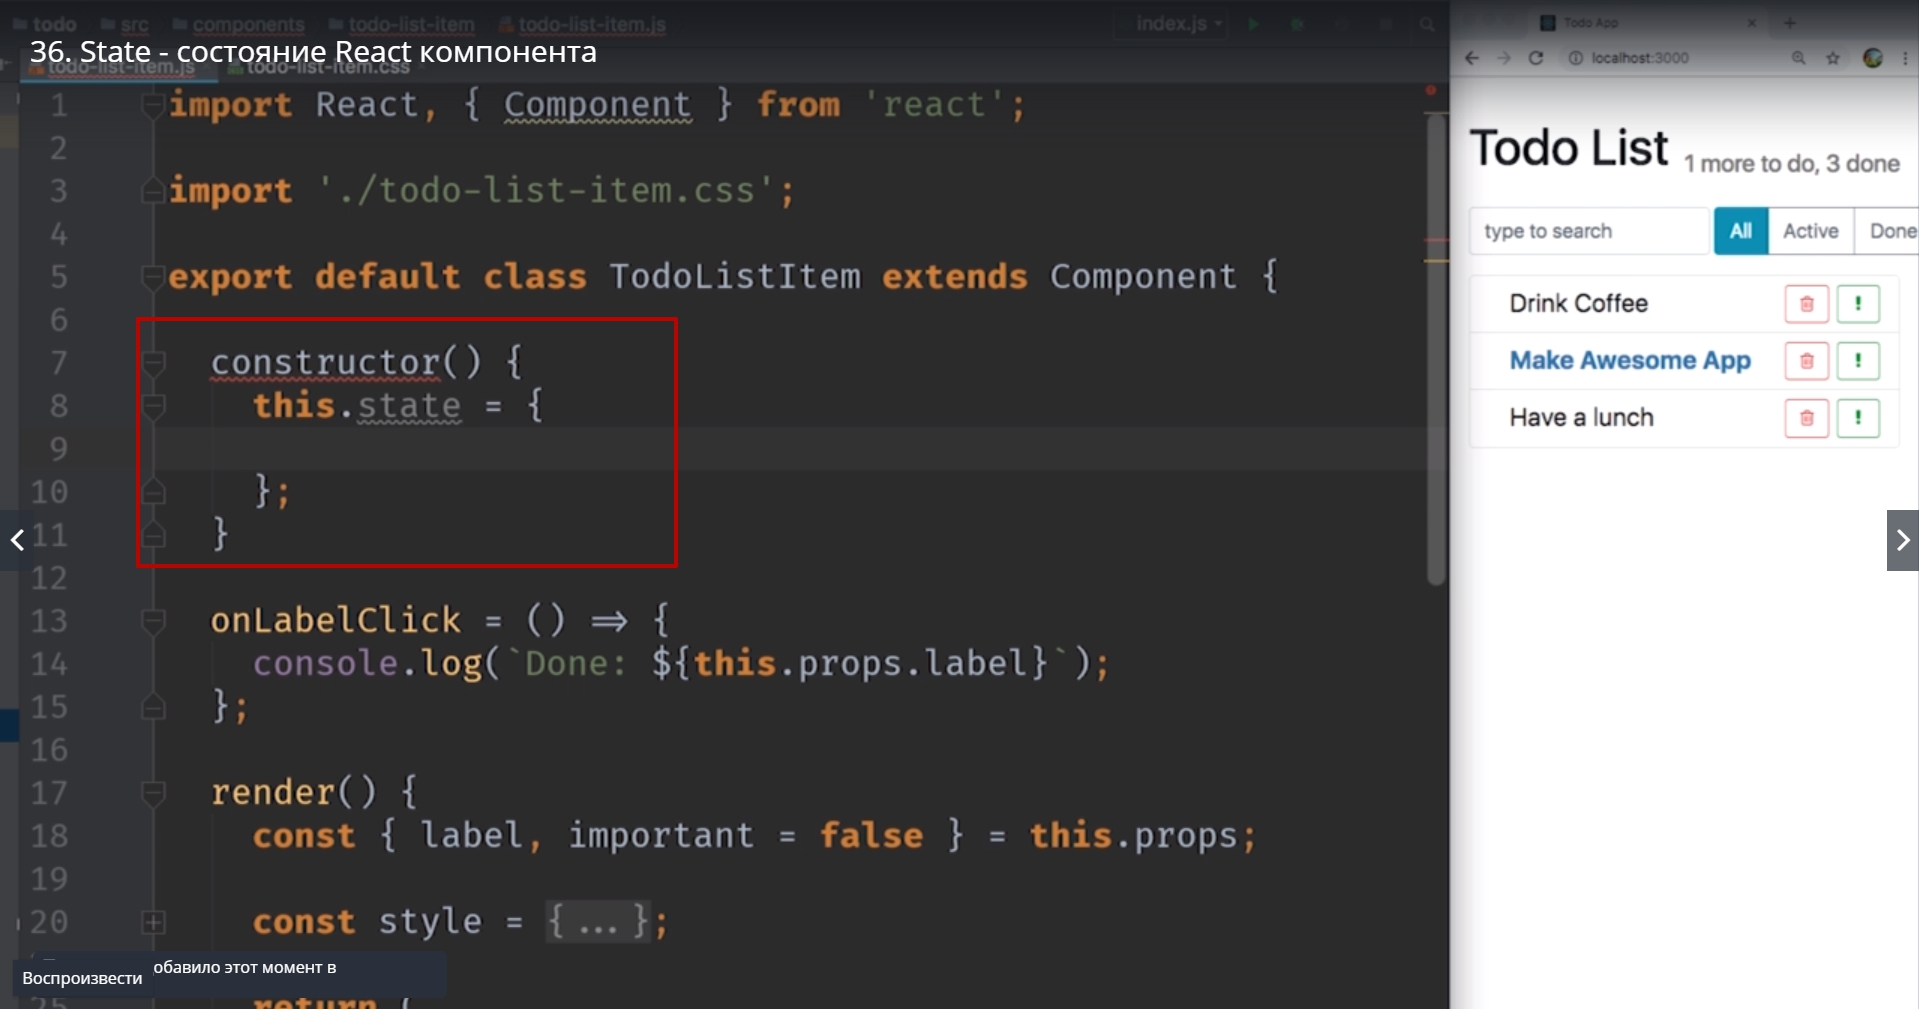 todo src components todo-list-item todo-list-item.js index.js
36. State - состояние React компонента
todo-list-item.js todo-list-item.css
1 import React, { Component } from 'react';
2
3 import './todo-list-item.css';
4
5 export default class TodoListItem extends Component {
6
7 constructor() {
8 this.state = {
9
10 };
11 }
12
13 onLabelClick = () => {
14 console.log(`Done: ${this.props.label}`);
15 };
16
17 render() {
18 const { label, important = false } = this.props;
19
20 const style = {...};
25 return (
обавило этот момент в
Воспроизвести
Todo App
localhost:3000
Todo List 1 more to do, 3 done
type to search All Active Done
Drink Coffee !
Make Awesome App !
Have a lunch !